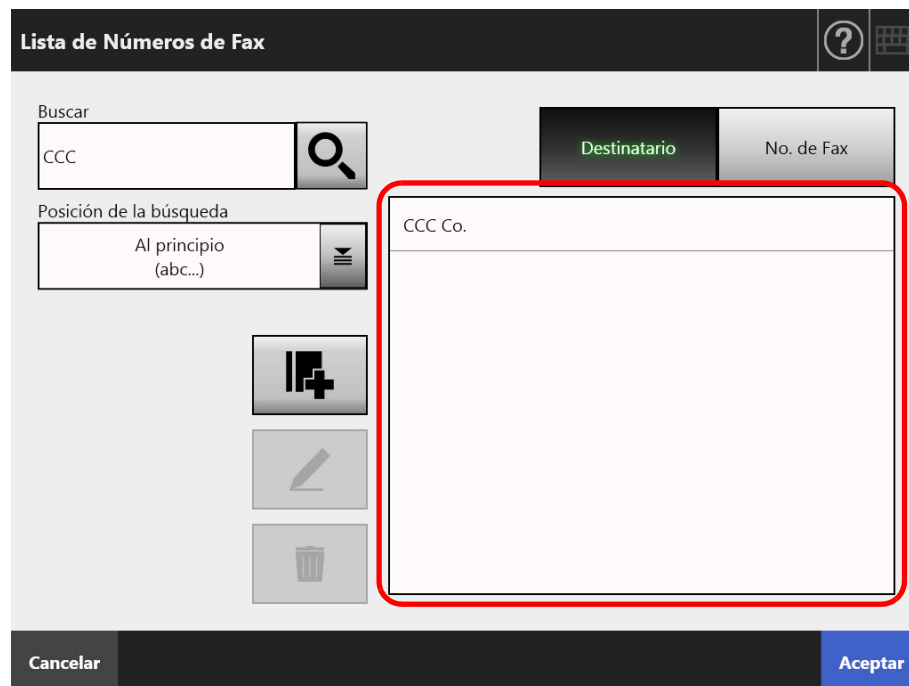 Lista de Números de Fax
Buscar
CCC
Destinatario
No. de Fax
Posición de la búsqueda
Al principio
(abc...)
CCC Co.
Cancelar
Aceptar